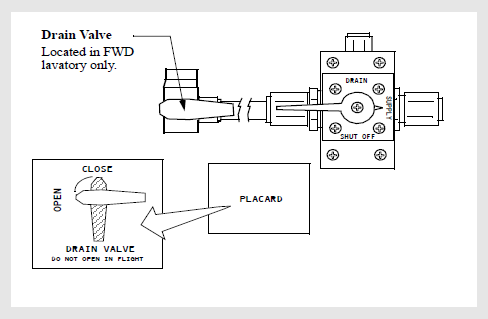 Drain Valve
Located in FWD
lavatory only.
DRAIN
SUPPLY
SHUT OFF
CLOSE
OPEN
DRAIN VALVE
DO NOT OPEN IN FLIGHT
PLACARD